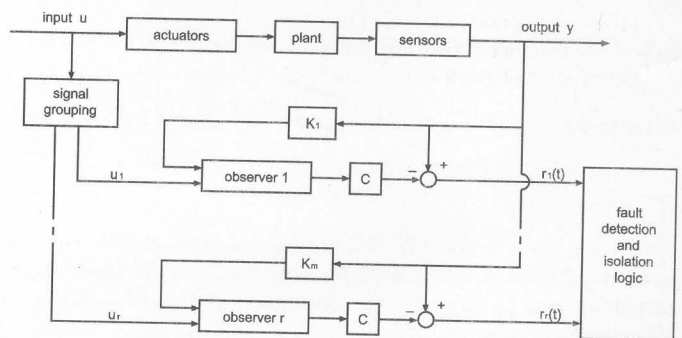 input u
actuators
plant
sensors
output y
signal
grouping
K₁
observer 1
C
−
+
u₁
r₁(t)
fault
detection
and
isolation
logic
Kₘ
observer r
C
−
+
uᵣ
rᵣ(t)